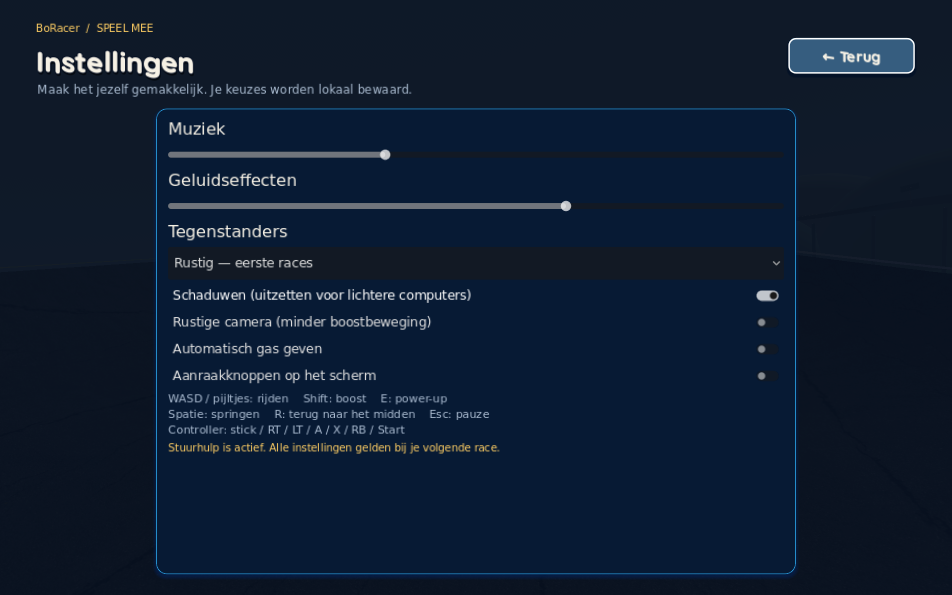 BoRacer / SPEEL MEE
Instellingen
← Terug
Maak het jezelf gemakkelijk. Je keuzes worden lokaal bewaard.
Muziek
Geluidseffecten
Tegenstanders
Rustig — eerste races
Schaduwen (uitzetten voor lichtere computers)
Rustige camera (minder boostbeweging)
Automatisch gas geven
Aanraakknoppen op het scherm
WASD / pijltjes: rijden Shift: boost E: power-up
Spatie: springen R: terug naar het midden Esc: pauze
Controller: stick / RT / LT / A / X / RB / Start
Stuurhulp is actief. Alle instellingen gelden bij je volgende race.